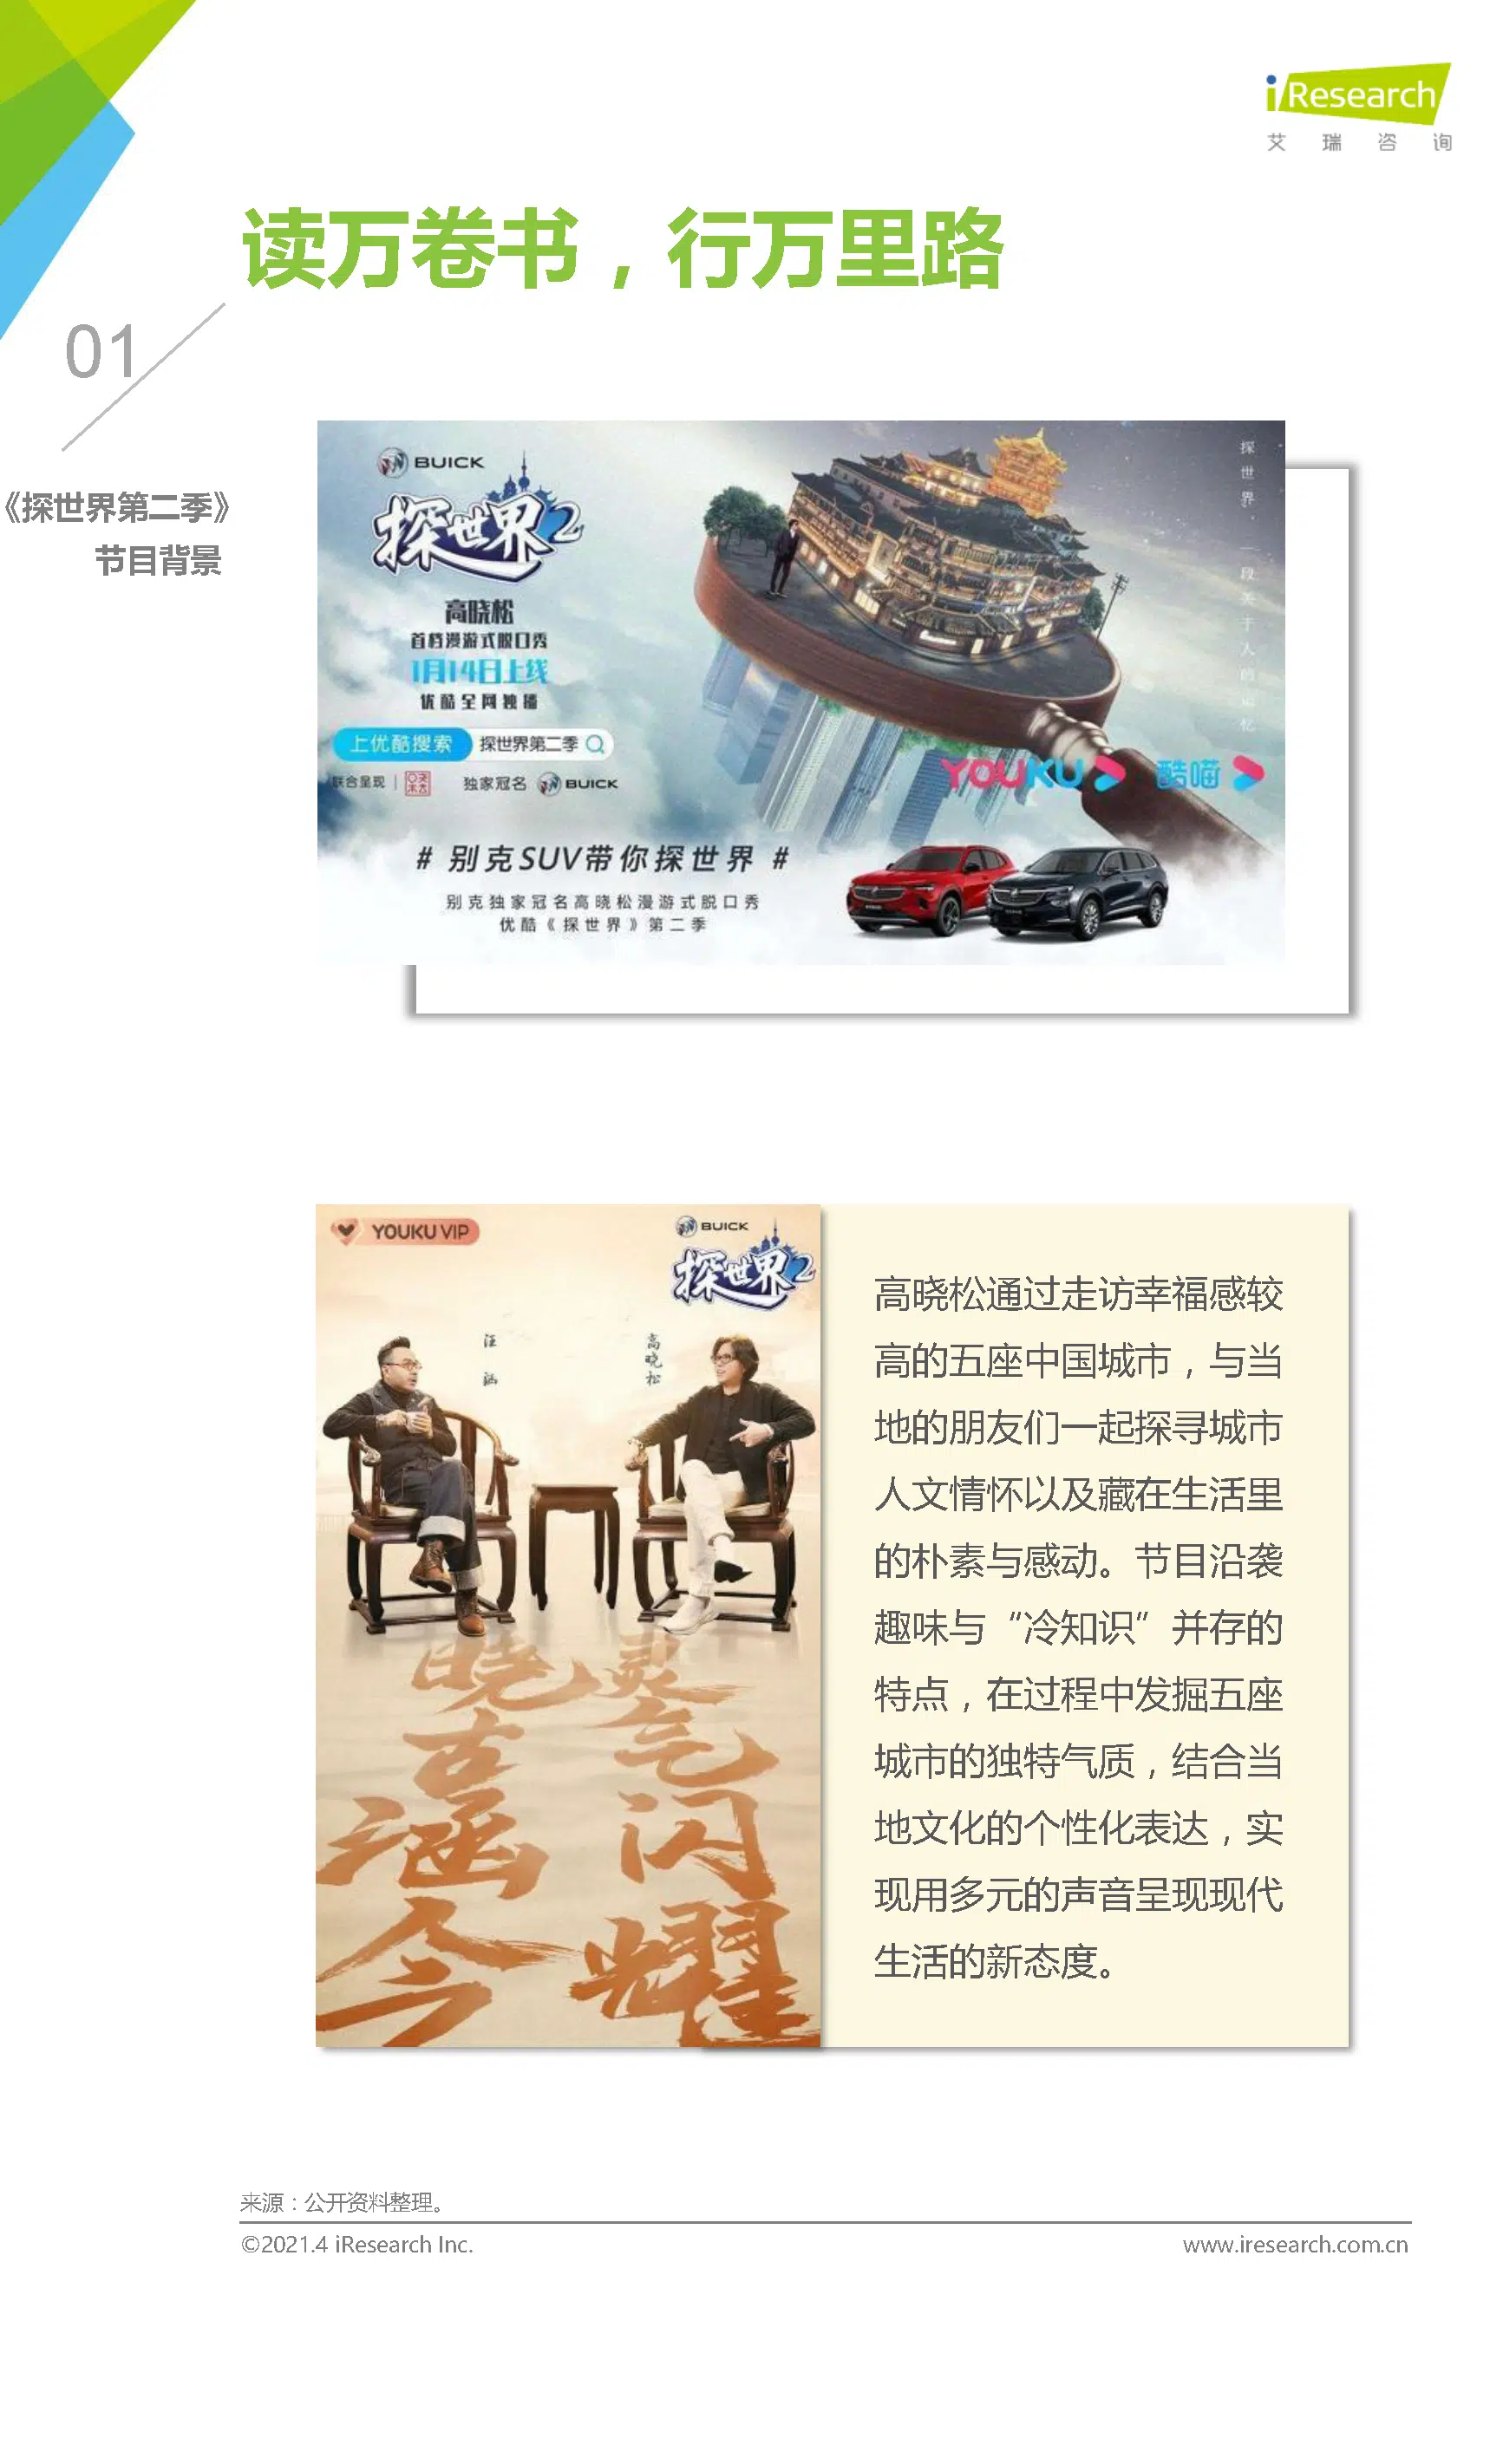 iResearch
艾瑞咨询
读万卷书，行万里路
01
《探世界第二季》
节目背景
BUICK
探世界2
高晓松
首档漫游式脱口秀
1月14日上线
优酷全网独播
上优酷搜索 探世界第二季
联合呈现 | 独家冠名 BUICK
# 别克SUV带你探世界 #
别克独家冠名高晓松漫游式脱口秀
优酷《探世界》第二季
探世界·一段关于人的记忆
YOUKU 酷喵
YOUKU VIP
BUICK
探世界2
汪涵
高晓松
晓古涵今
灵气闪耀
高晓松通过走访幸福感较
高的五座中国城市，与当
地的朋友们一起探寻城市
人文情怀以及藏在生活里
的朴素与感动。节目沿袭
趣味与“冷知识”并存的
特点，在过程中发掘五座
城市的独特气质，结合当
地文化的个性化表达，实
现用多元的声音呈现现代
生活的新态度。
来源：公开资料整理。
©2021.4 iResearch Inc.
www.iresearch.com.cn